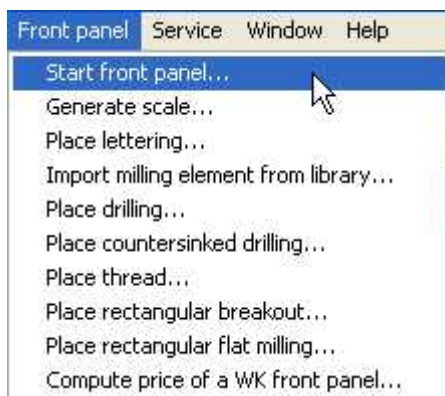 Front panel Service Window Help
Start front panel...
Generate scale...
Place lettering...
Import milling element from library...
Place drilling...
Place countersinked drilling...
Place thread...
Place rectangular breakout...
Place rectangular flat milling...
Compute price of a WK front panel...